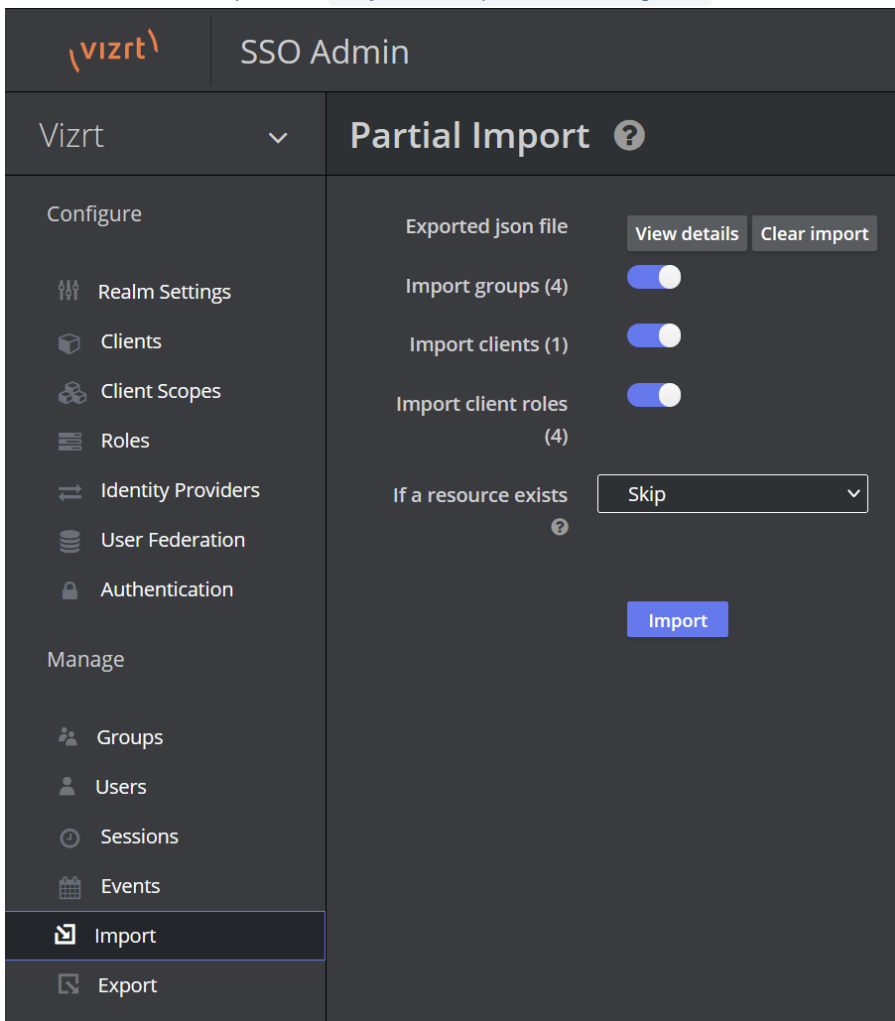 vizrt
SSO Admin
Vizrt
Partial Import
Configure
Realm Settings
Clients
Client Scopes
Roles
Identity Providers
User Federation
Authentication
Manage
Groups
Users
Sessions
Events
Import
Export
Exported json file
View details
Clear import
Import groups (4)
Import clients (1)
Import client roles
(4)
If a resource exists
Skip
Import